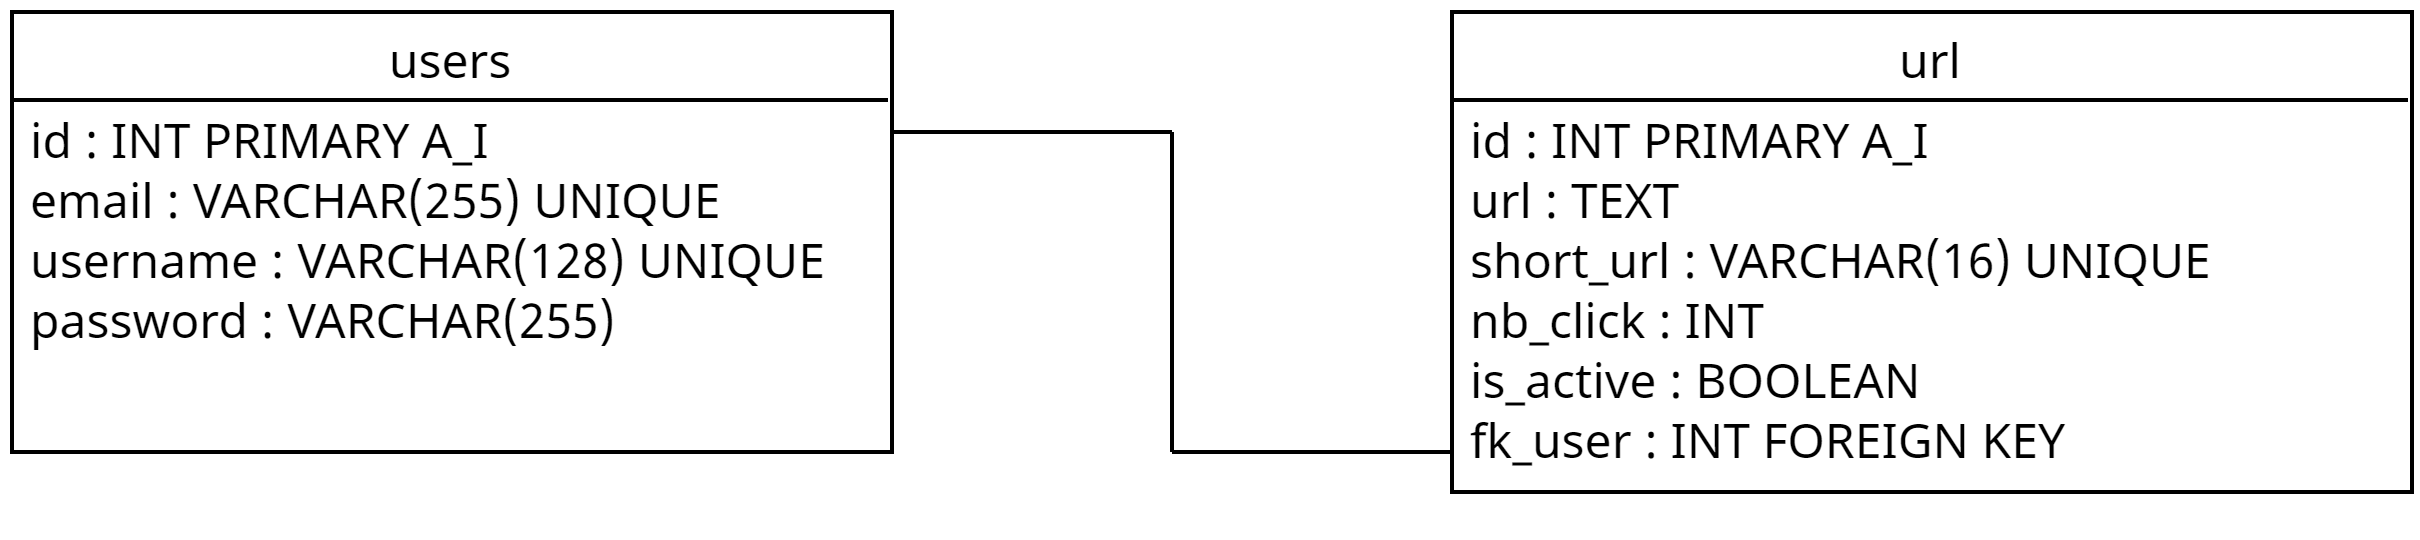 users
id : INT PRIMARY A_I
email : VARCHAR(255) UNIQUE
username : VARCHAR(128) UNIQUE
password : VARCHAR(255)
url
id : INT PRIMARY A_I
url : TEXT
short_url : VARCHAR(16) UNIQUE
nb_click : INT
is_active : BOOLEAN
fk_user : INT FOREIGN KEY